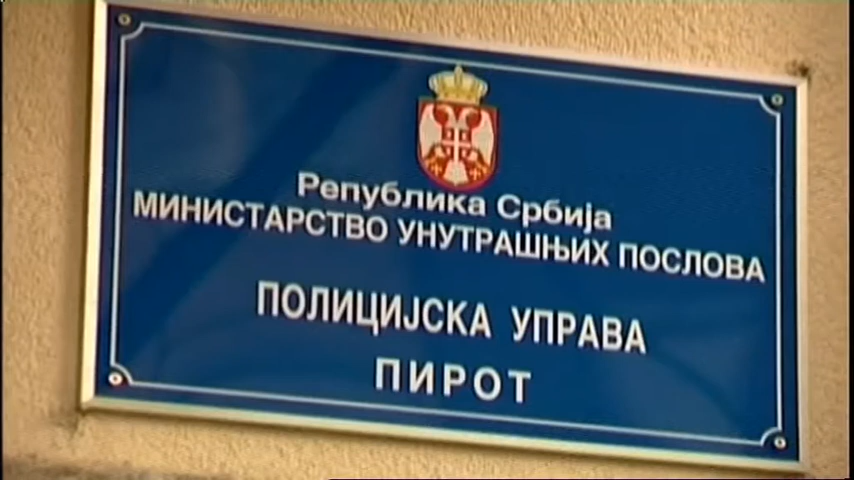 Република Србија
МИНИСТАРСТВО УНУТРАШЊИХ ПОСЛОВА
ПОЛИЦИЈСКА УПРАВА
ПИРОТ